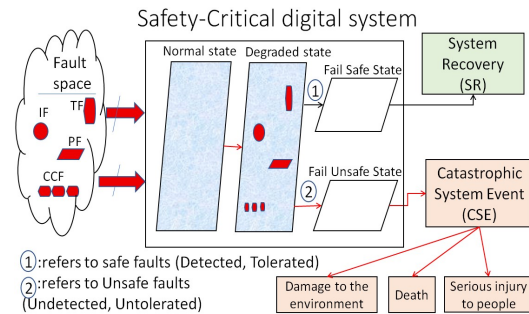 Safety-Critical digital system
Fault
space
TF
IF
PF
CCF
Normal state
Degraded state
1
Fail Safe State
2
Fail Unsafe State
System
Recovery
(SR)
Catastrophic
System Event
(CSE)
Damage to the
environment
Death
Serious injury
to people
1 :refers to safe faults (Detected, Tolerated)
2 :refers to Unsafe faults
(Undetected, Untolerated)